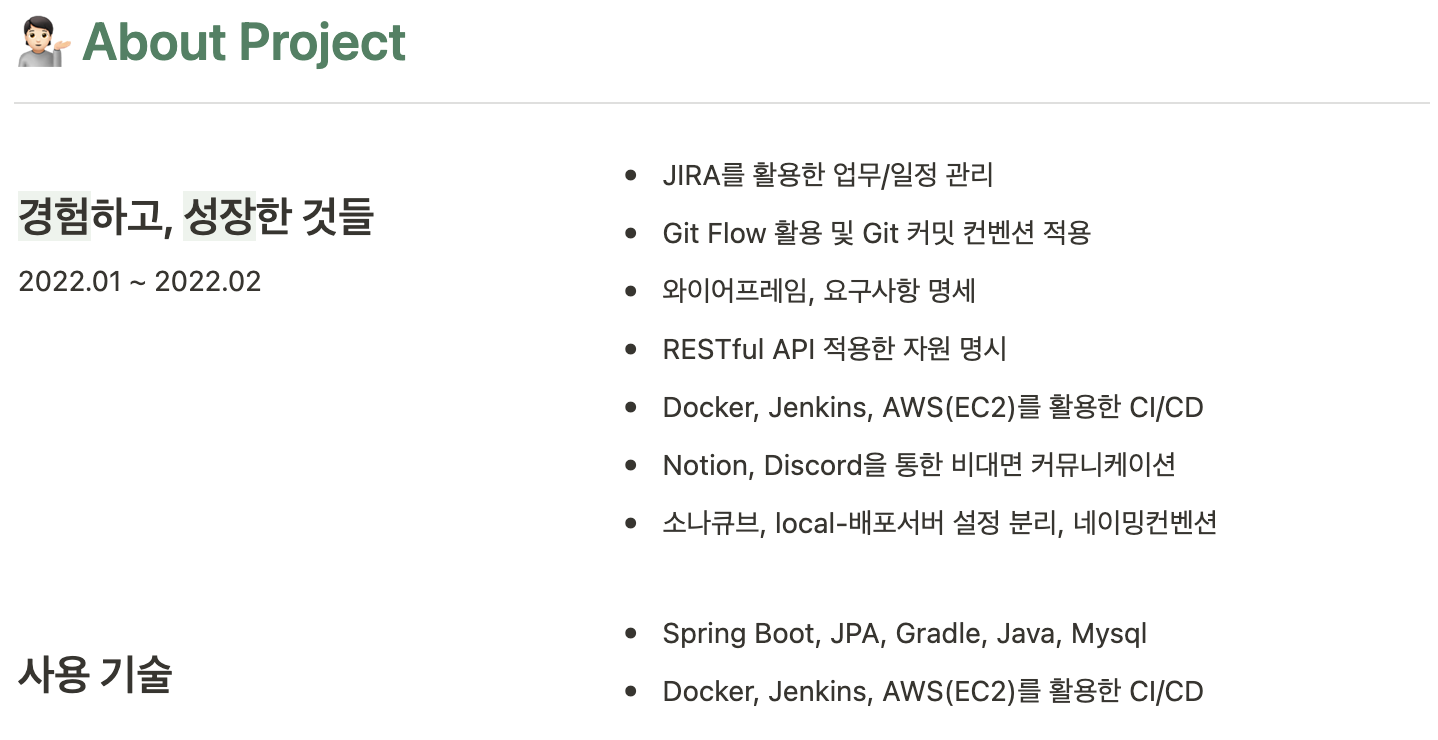 About Project
경험하고, 성장한 것들
2022.01 ~ 2022.02
JIRA를 활용한 업무/일정 관리
Git Flow 활용 및 Git 커밋 컨벤션 적용
와이어프레임, 요구사항 명세
RESTful API 적용한 자원 명시
Docker, Jenkins, AWS(EC2)를 활용한 CI/CD
Notion, Discord을 통한 비대면 커뮤니케이션
소나큐브, local-배포서버 설정 분리, 네이밍컨벤션
사용 기술
Spring Boot, JPA, Gradle, Java, Mysql
Docker, Jenkins, AWS(EC2)를 활용한 CI/CD